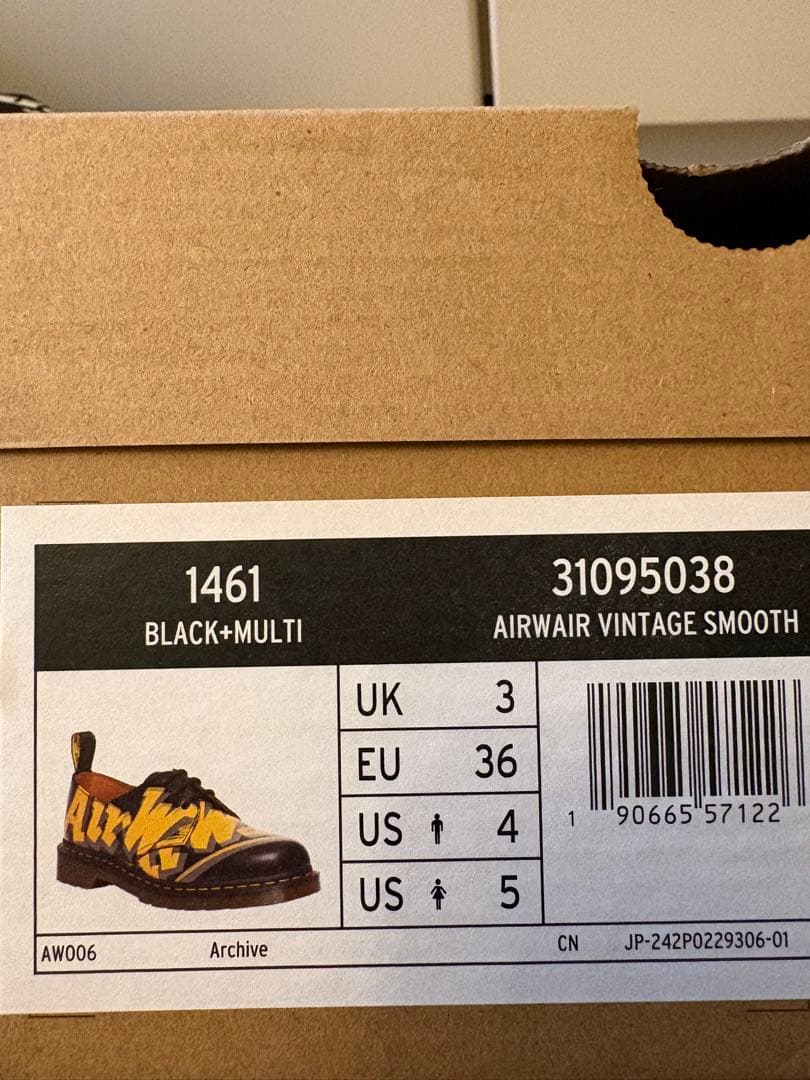 1461
BLACK+MULTI
31095038
AIRWAIR VINTAGE SMOOTH
UK 3
EU 36
US 4
US 5
1 90665 57122
AirWair
AW006
Archive
CN
JP-242P0229306-01